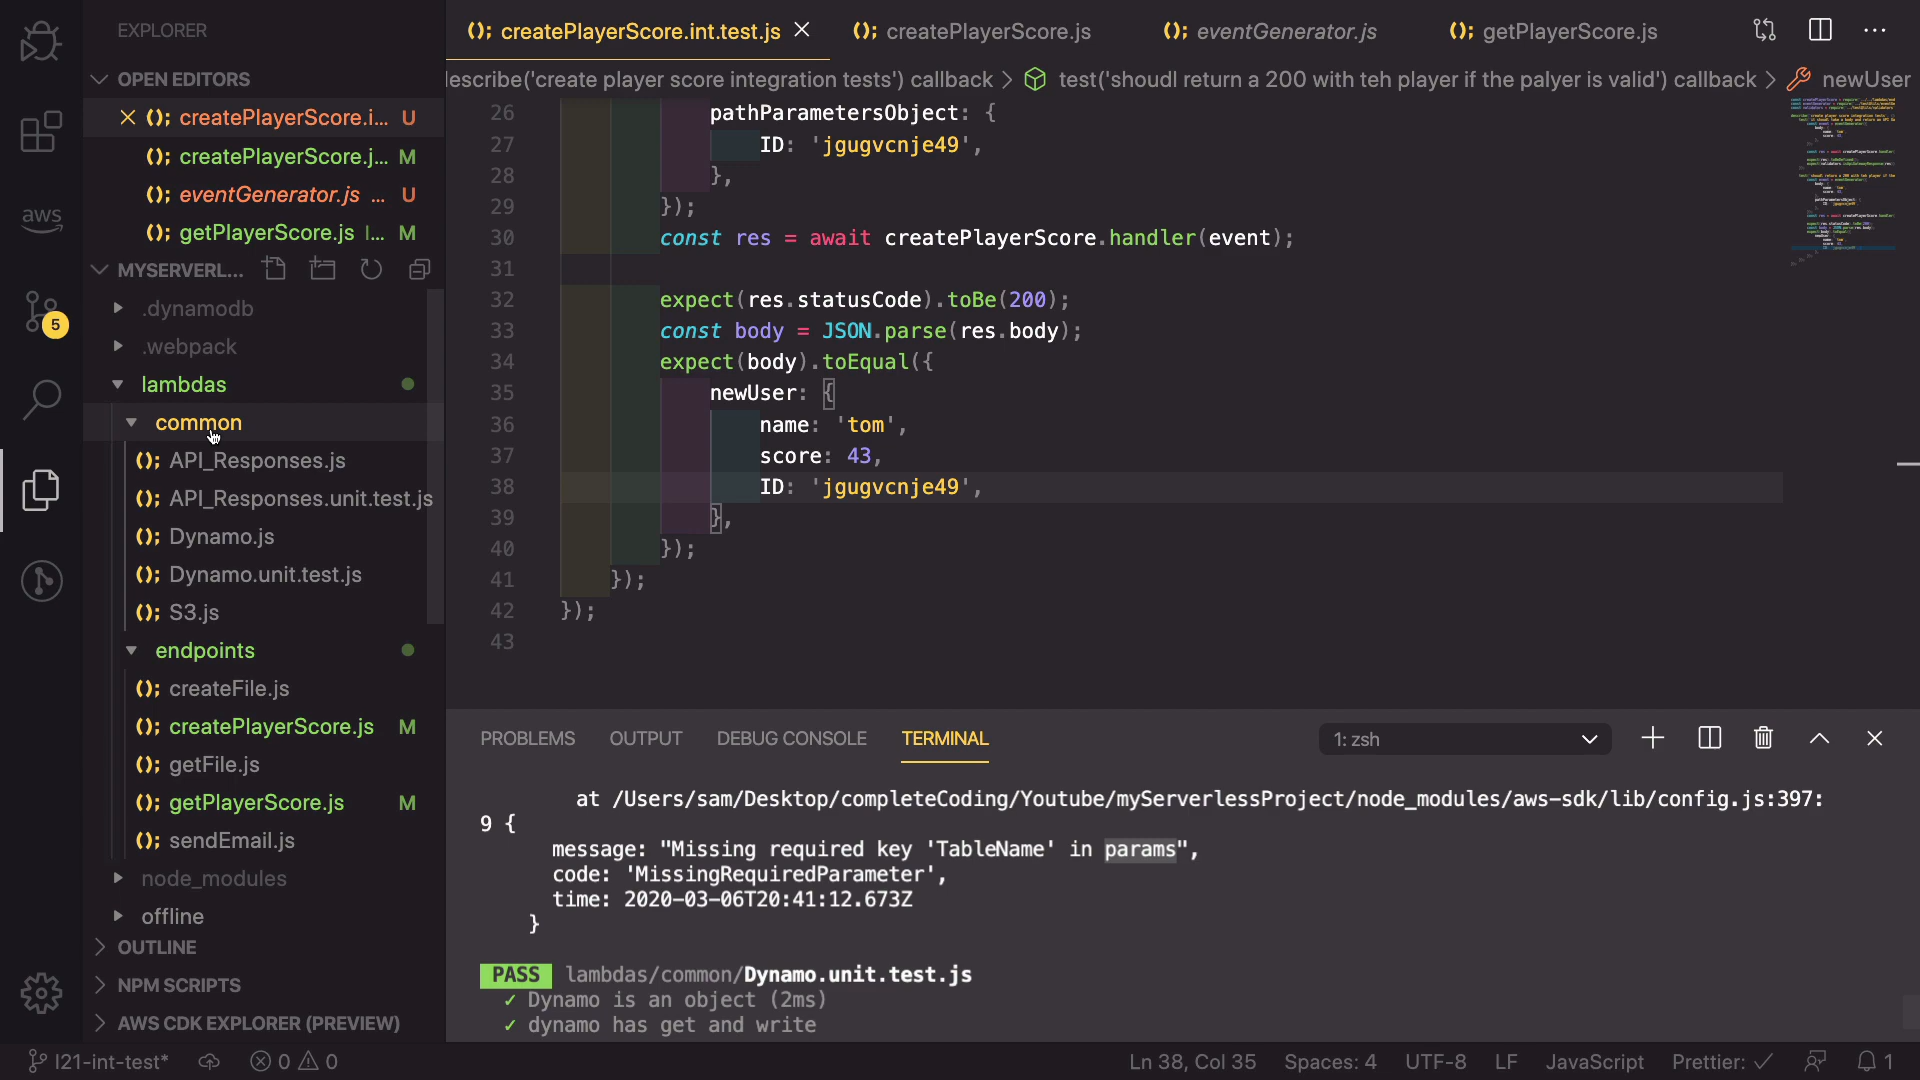 EXPLORER
OPEN EDITORS
createPlayerScore.i... U
createPlayerScore.j... M
eventGenerator.js ... U
getPlayerScore.js l... M
MYSERVERL...
.dynamodb
.webpack
lambdas
common
API_Responses.js
API_Responses.unit.test.js
Dynamo.js
Dynamo.unit.test.js
S3.js
endpoints
createFile.js
createPlayerScore.js M
getFile.js
getPlayerScore.js M
sendEmail.js
node_modules
offline
OUTLINE
NPM SCRIPTS
AWS CDK EXPLORER (PREVIEW)
aws
5
createPlayerScore.int.test.js
createPlayerScore.js
eventGenerator.js
getPlayerScore.js
escribe('create player score integration tests') callback > test('shoudl return a 200 with teh player if the palyer is valid') callback > newUser
26 pathParametersObject: {
27 ID: 'jgugvcnje49',
28 },
29 });
30 const res = await createPlayerScore.handler(event);
31
32 expect(res.statusCode).toBe(200);
33 const body = JSON.parse(res.body);
34 expect(body).toEqual({
35 newUser: {
36 name: 'tom',
37 score: 43,
38 ID: 'jgugvcnje49',
39 },
40 });
41 });
42 });
43
PROBLEMS OUTPUT DEBUG CONSOLE TERMINAL 1: zsh
at /Users/sam/Desktop/completeCoding/Youtube/myServerlessProject/node_modules/aws-sdk/lib/config.js:397:
9 {
message: "Missing required key 'TableName' in params",
code: 'MissingRequiredParameter',
time: 2020-03-06T20:41:12.673Z
}
PASS lambdas/common/Dynamo.unit.test.js
✓ Dynamo is an object (2ms)
✓ dynamo has get and write
l21-int-test* 0 0 Ln 38, Col 35 Spaces: 4 UTF-8 LF JavaScript Prettier: ✓ 1